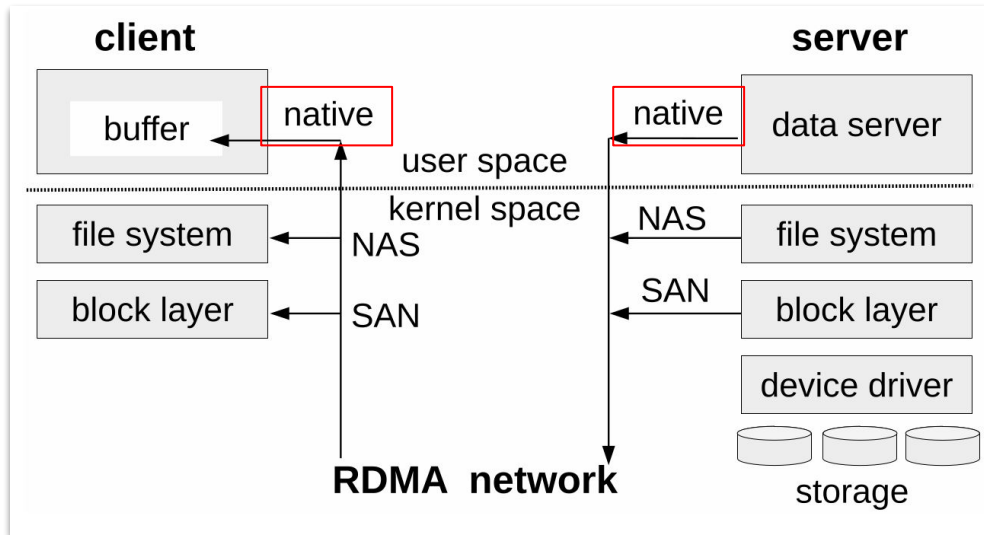 client
server
buffer
native
native
data server
user space
kernel space
file system
NAS
NAS
file system
block layer
SAN
SAN
block layer
device driver
RDMA network
storage